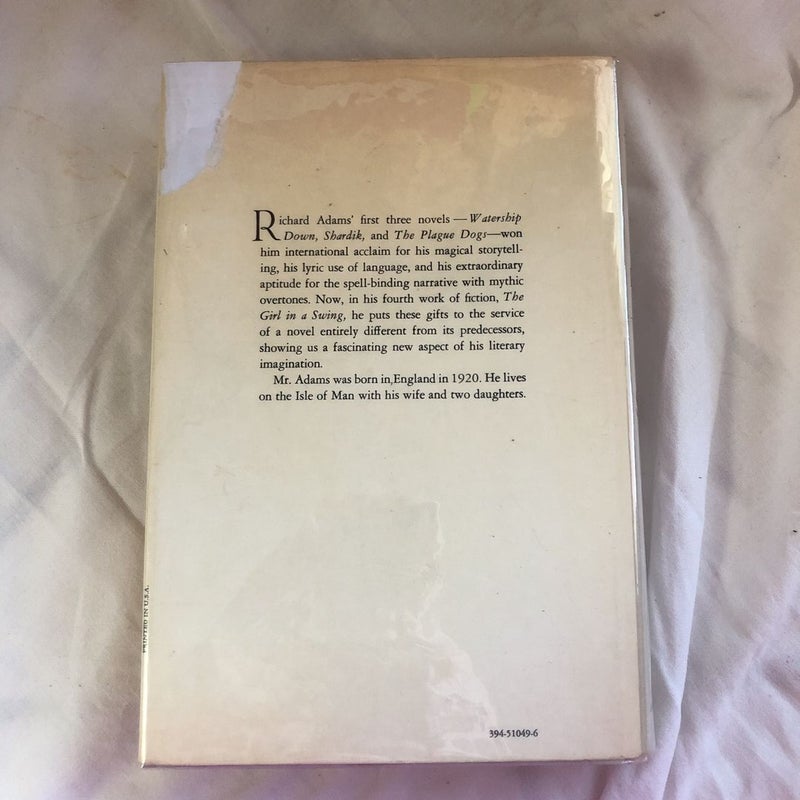 Richard Adams' first three novels — Watership
Down, Shardik, and The Plague Dogs—won
him international acclaim for his magical storytell-
ing, his lyric use of language, and his extraordinary
aptitude for the spell-binding narrative with mythic
overtones. Now, in his fourth work of fiction, The
Girl in a Swing, he puts these gifts to the service
of a novel entirely different from its predecessors,
showing us a fascinating new aspect of his literary
imagination.
Mr. Adams was born in England in 1920. He lives
on the Isle of Man with his wife and two daughters.
PRINTED IN U.S.A.
394-51049-6